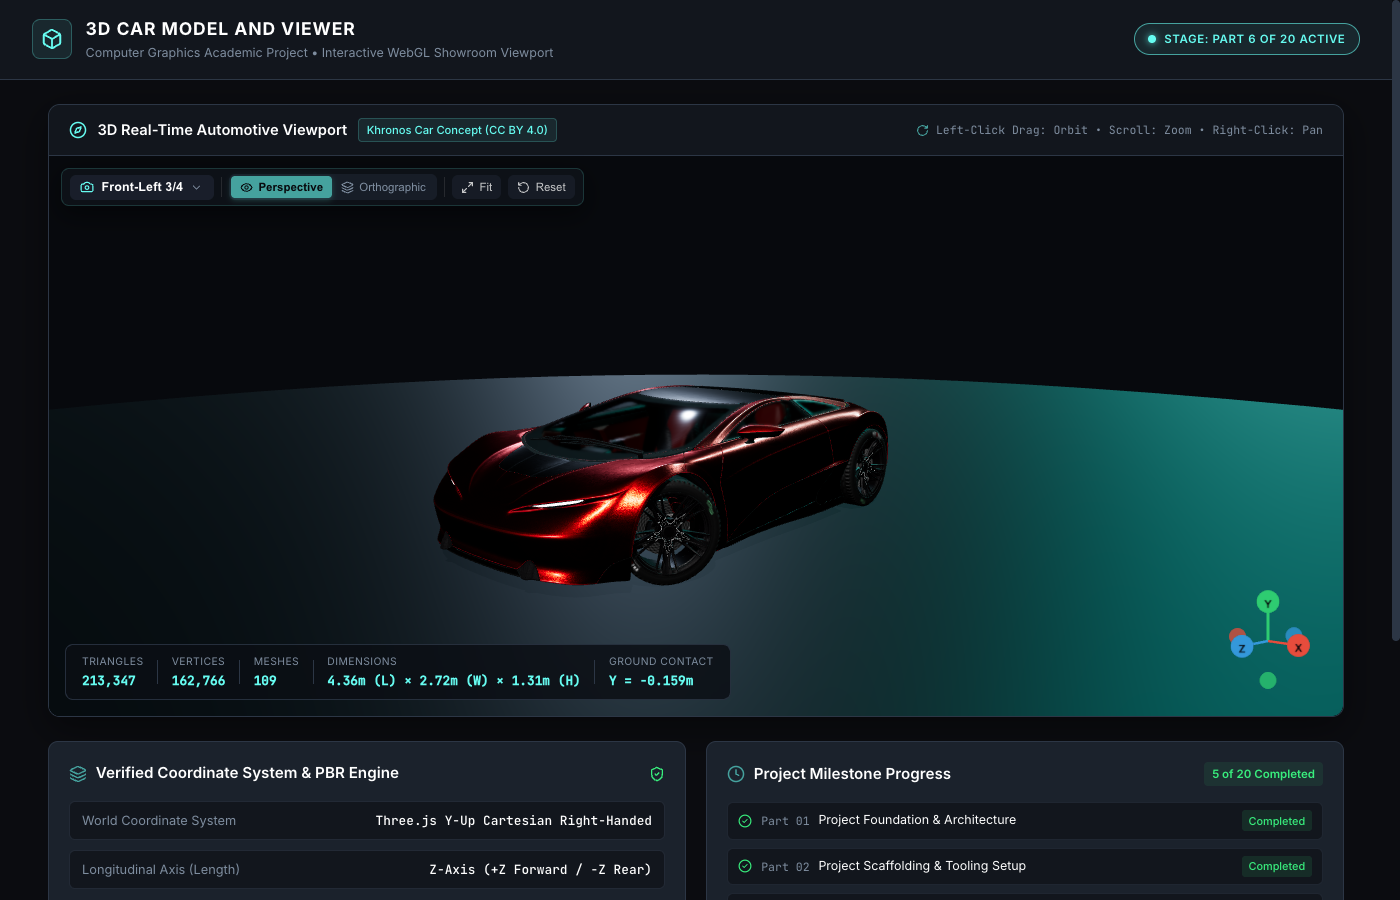 3D CAR MODEL AND VIEWER
Computer Graphics Academic Project • Interactive WebGL Showroom Viewport
STAGE: PART 6 OF 20 ACTIVE
3D Real-Time Automotive Viewport
Khronos Car Concept (CC BY 4.0)
Left-Click Drag: Orbit • Scroll: Zoom • Right-Click: Pan
Front-Left 3/4
Perspective
Orthographic
Fit
Reset
Y
Z
X
TRIANGLES
213,347
VERTICES
162,766
MESHES
109
DIMENSIONS
4.36m (L) × 2.72m (W) × 1.31m (H)
GROUND CONTACT
Y = -0.159m
Verified Coordinate System & PBR Engine
World Coordinate System
Three.js Y-Up Cartesian Right-Handed
Longitudinal Axis (Length)
Z-Axis (+Z Forward / -Z Rear)
Project Milestone Progress
5 of 20 Completed
Part 01 Project Foundation & Architecture
Completed
Part 02 Project Scaffolding & Tooling Setup
Completed